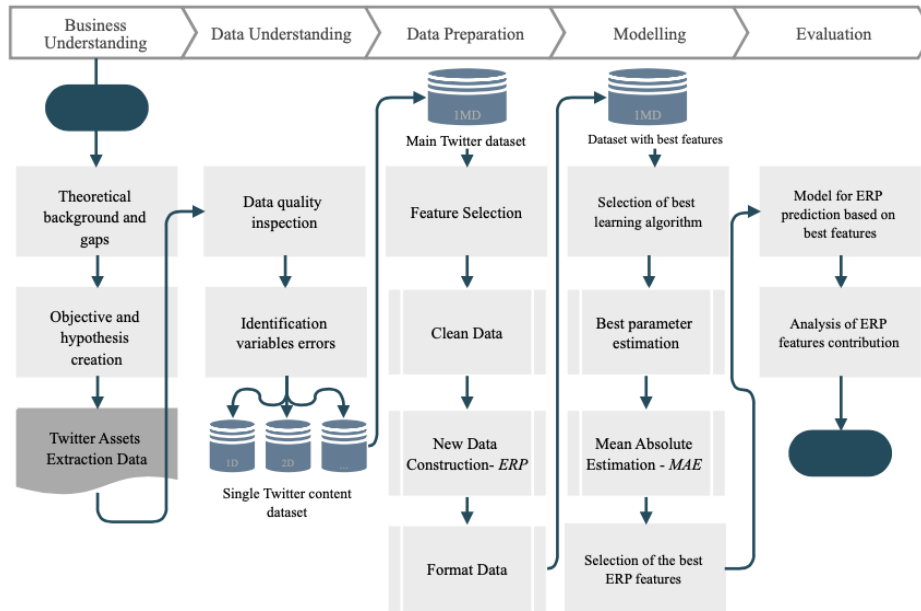 Business
Understanding
Data Understanding
Data Preparation
Modelling
Evaluation
Theoretical
background and
gaps
Objective and
hypothesis
creation
Twitter Assets
Extraction Data
Data quality
inspection
Identification
variables errors
1D
2D
...
Single Twitter content
dataset
1MD
Main Twitter dataset
Feature Selection
Clean Data
New Data
Construction- ERP
Format Data
1MD
Dataset with best features
Selection of best
learning algorithm
Best parameter
estimation
Mean Absolute
Estimation - MAE
Selection of the best
ERP features
Model for ERP
prediction based on
best features
Analysis of ERP
features contribution